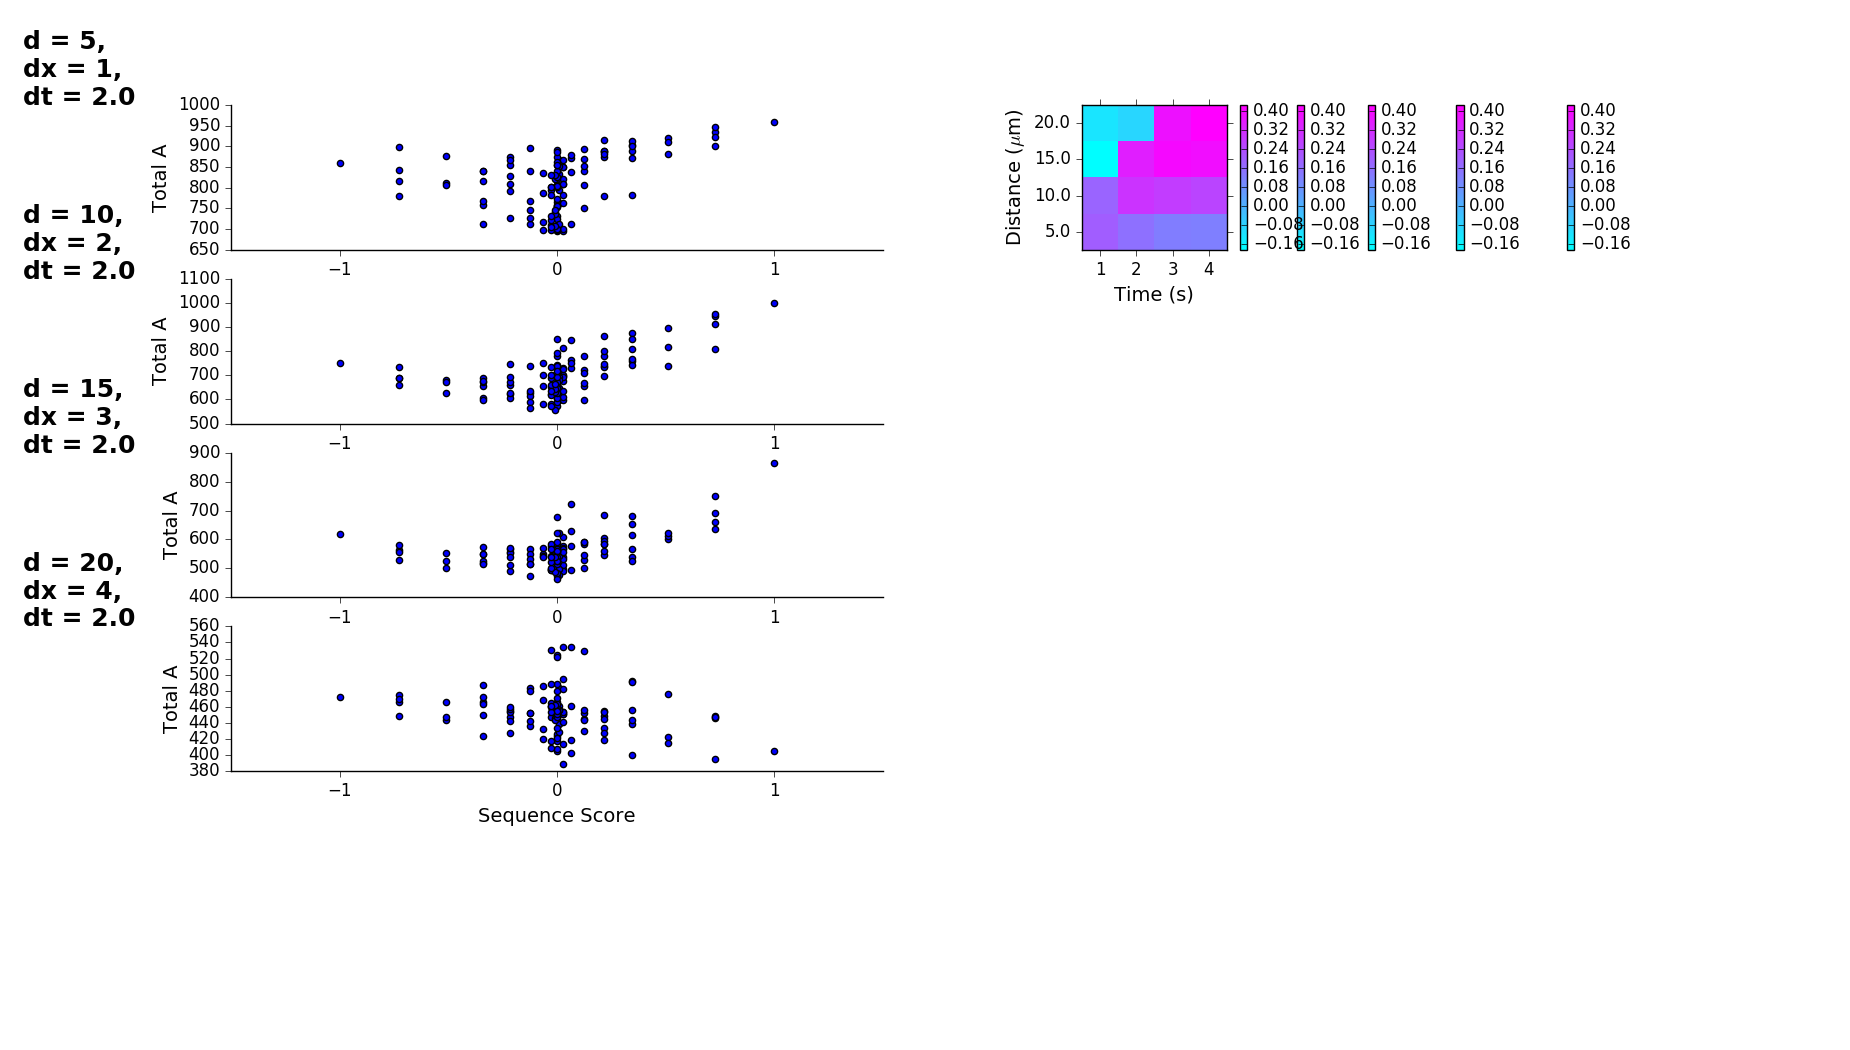 d = 5,
dx = 1,
dt = 2.0
1000
950
900
850
800
750
700
650
Total A
−1 0 1
d = 10,
dx = 2,
dt = 2.0
1100
1000
900
800
700
600
500
Total A
−1 0 1
d = 15,
dx = 3,
dt = 2.0
900
800
700
600
500
400
Total A
−1 0 1
d = 20,
dx = 4,
dt = 2.0
560
540
520
500
480
460
440
420
400
380
Total A
−1 0 1
Sequence Score
Distance (μm)
20.0
15.0
10.0
5.0
1 2 3 4
Time (s)
0.40 0.40 0.40 0.40 0.40
0.32 0.32 0.32 0.32 0.32
0.24 0.24 0.24 0.24 0.24
0.16 0.16 0.16 0.16 0.16
0.08 0.08 0.08 0.08 0.08
0.00 0.00 0.00 0.00 0.00
−0.08 −0.08 −0.08 −0.08 −0.08
−0.16 −0.16 −0.16 −0.16 −0.16